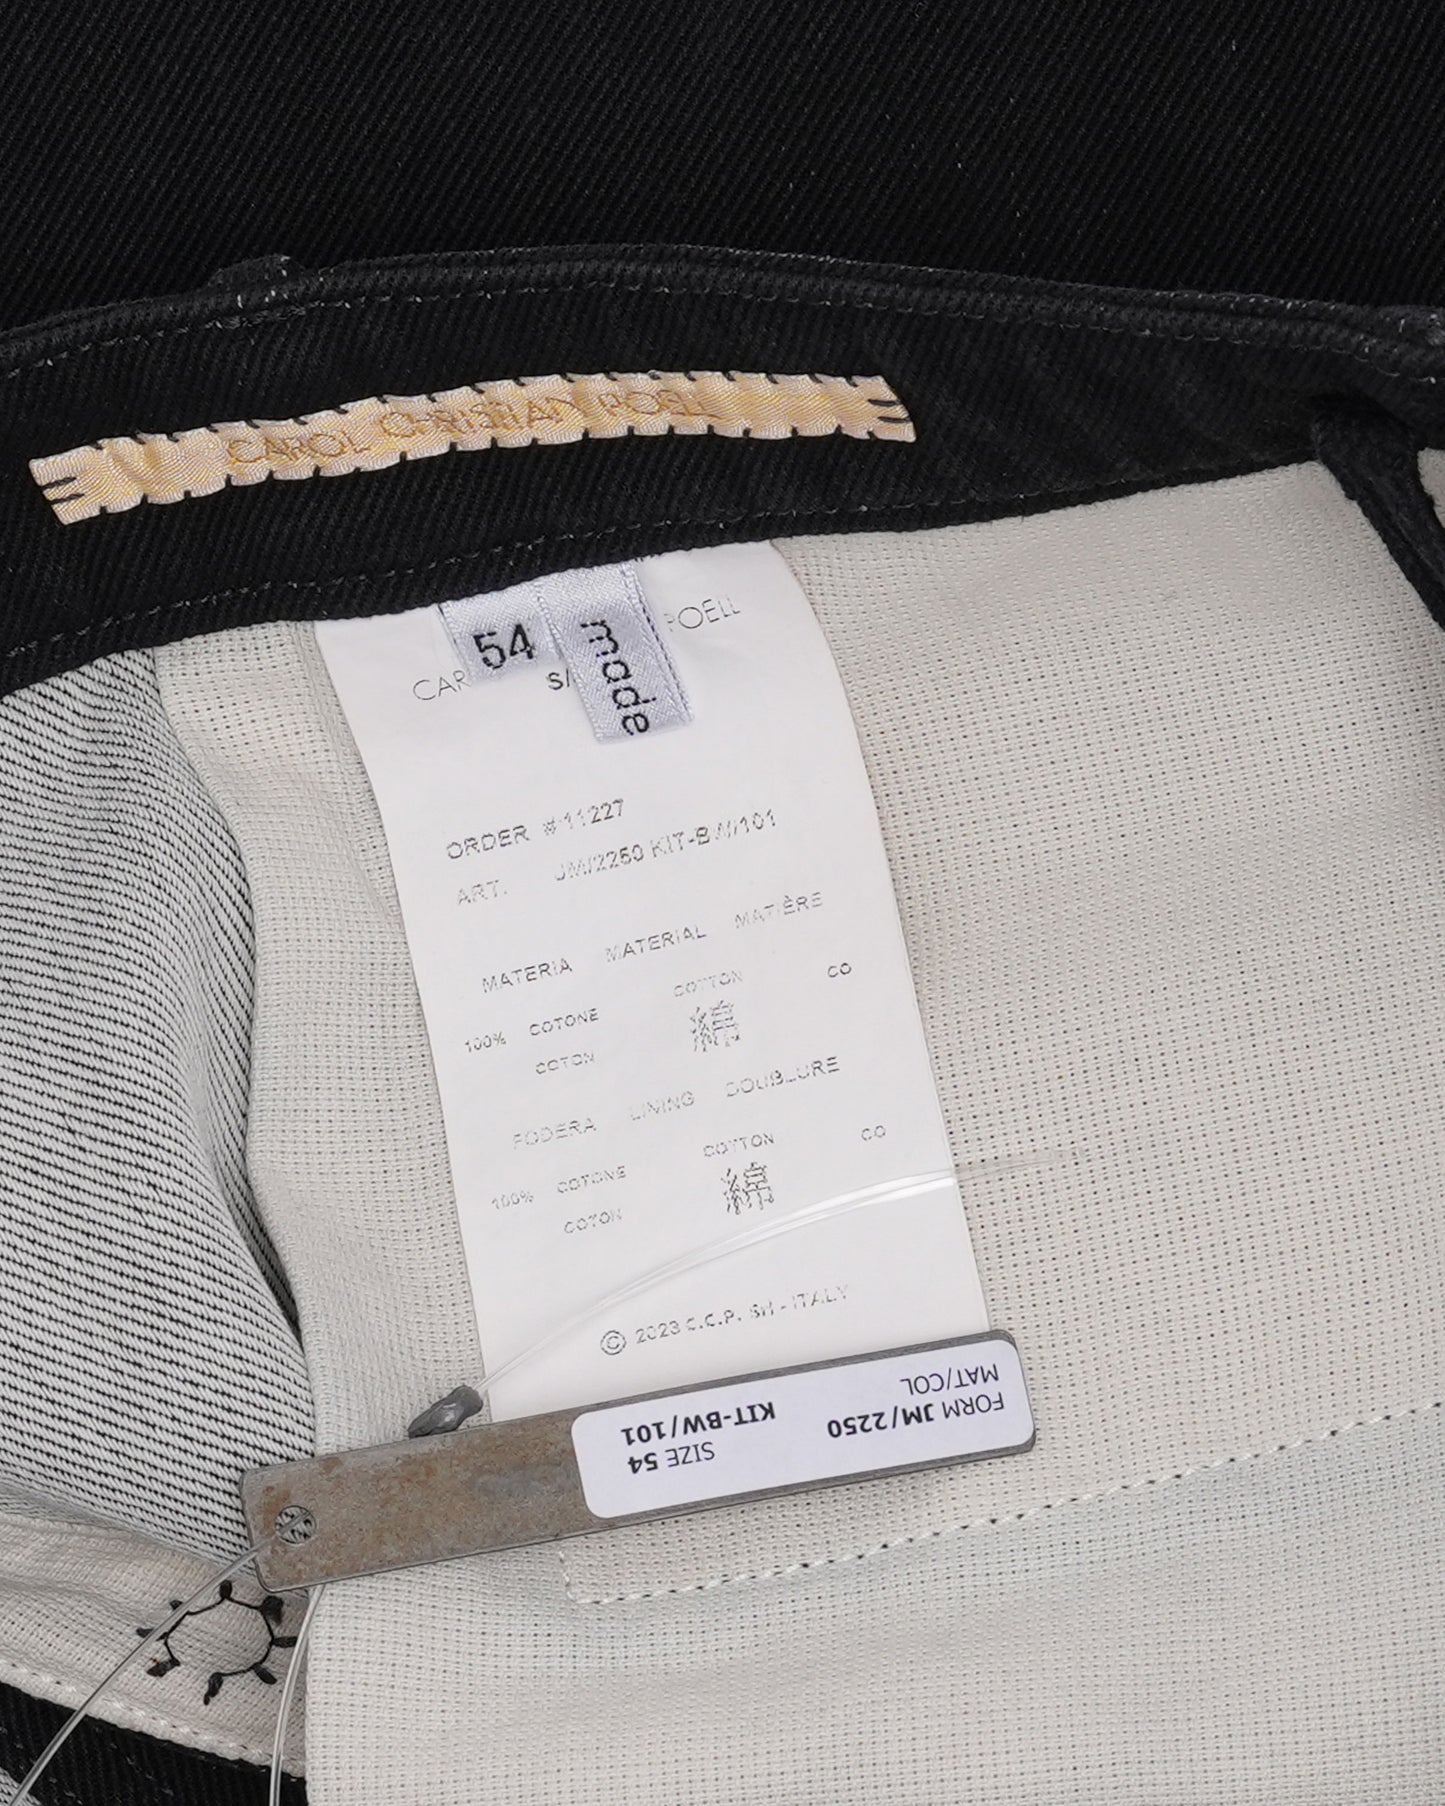 CAROL CHRISTIAN POELL
54
made
CAR POELL
S/
ORDER #11227
ART. JM/2250 KIT-BW/101
MATERIA MATERIAL MATIÈRE
100% COTONE COTTON CO
COTON 綿
FODERA LINING DOUBLURE
100% COTONE COTTON CO
COTON 綿
© 2023 C.C.P. Srl - ITALY
FORM JM/2250 SIZE 54
MAT/COL KIT-BW/101